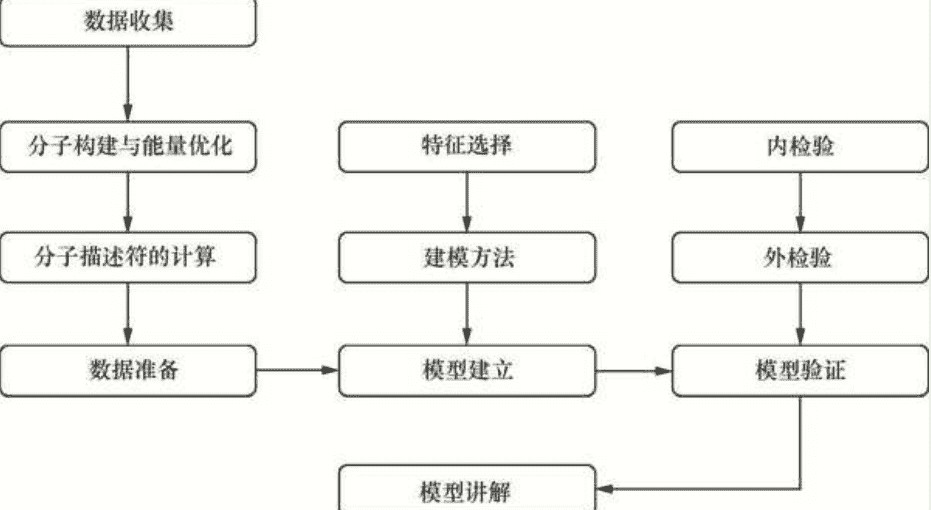 数据收集
分子构建与能量优化
特征选择
内检验
分子描述符的计算
建模方法
外检验
数据准备
模型建立
模型验证
模型讲解